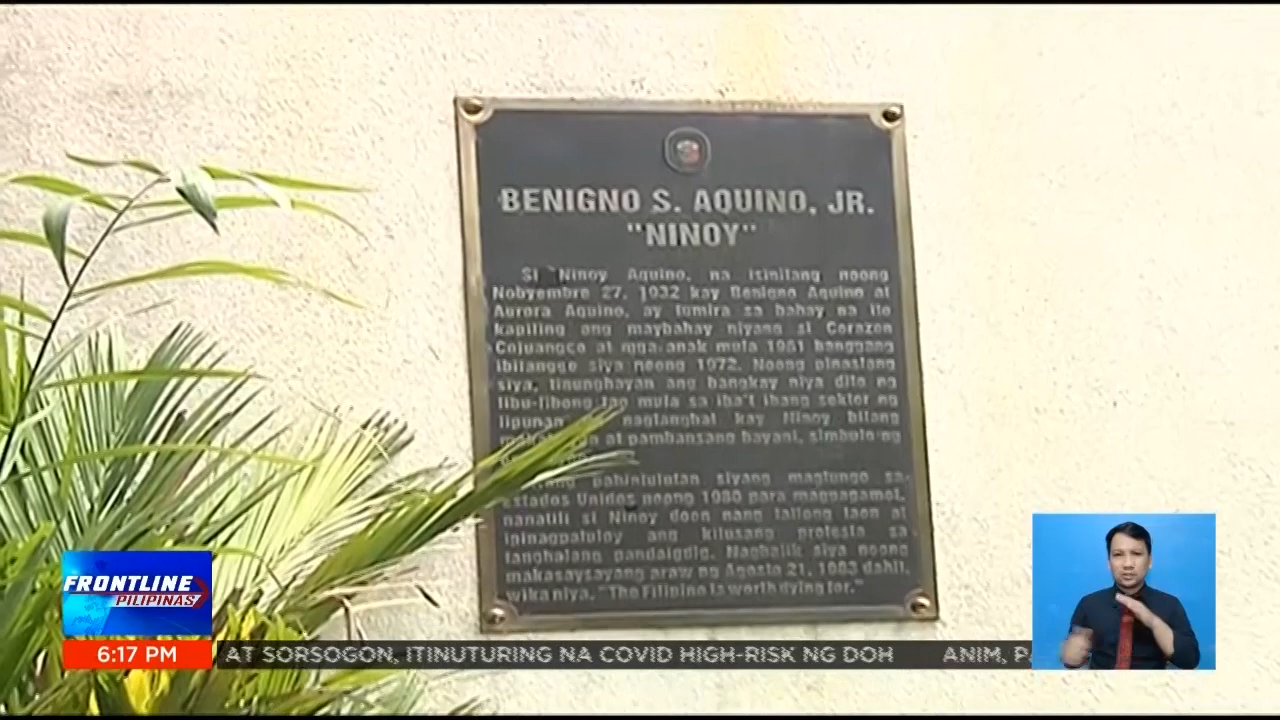 BENIGNO S. AQUINO, JR.
"NINOY"
Si Ninoy Aquino, na isinilang noong
Nobyembre 27, 1932 kay Benigno Aquino at
Aurora Aquino, ay tumira sa bahay na ito
kapiling ang maybahay niyang si Corazon
Cojuangco at mga anak mula 1961 hanggang
ibilanggo siya noong 1972. Noong pinaslang
siya, tinunghayan ang bangkay niya dito ng
libu-libong tao mula sa iba't ibang sektor ng
lipunan nagtanghal kay Ninoy bilang
at pambansang bayani, simbulo ng
pahintulutan siyang magtungo sa
Estados Unidos noong 1980 para magpagamot,
nanatili si Ninoy doon nang tatlong taon at
ipinagpatuloy ang kilusang protesta sa
tanghalang pandaigdig. Nagbalik siya noong
makasaysayang araw ng Agosto 21, 1983 dahil,
wika niya, "The Filipino is worth dying for."
FRONTLINE
PILIPINAS
6:17 PM
AT SORSOGON, ITINUTURING NA COVID HIGH-RISK NG DOH ANIM,